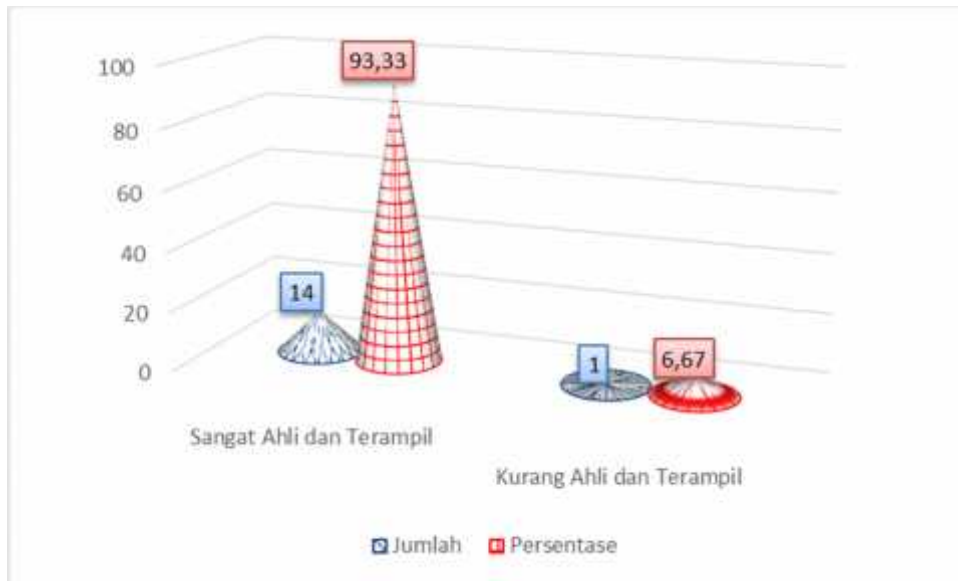 100
80
60
40
20
0
93,33
14
1
6,67
Sangat Ahli dan Terampil
Kurang Ahli dan Terampil
Jumlah
Persentase